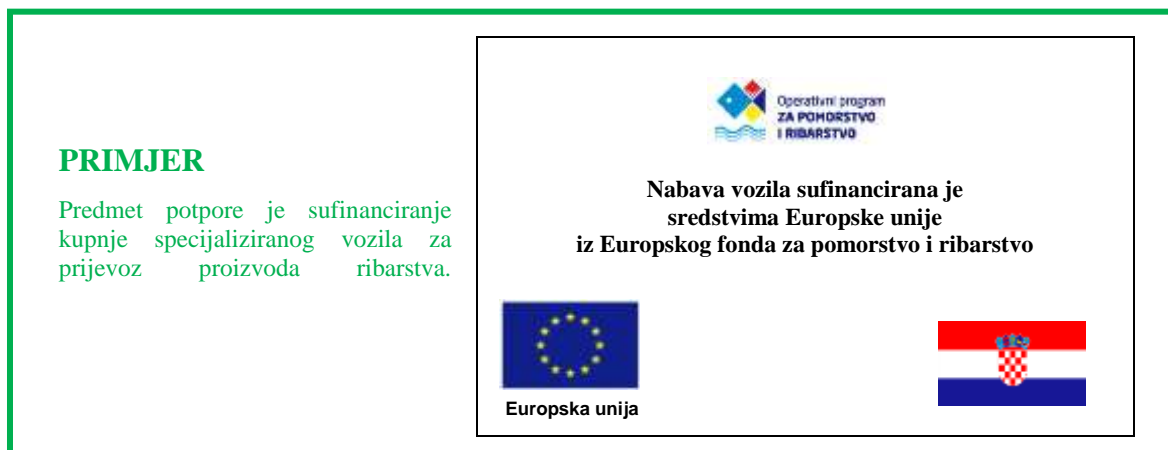 PRIMJER
Predmet potpore je sufinanciranje
kupnje specijaliziranog vozila za
prijevoz proizvoda ribarstva.
Operativni program
ZA POMORSTVO
I RIBARSTVO
Nabava vozila sufinancirana je
sredstvima Europske unije
iz Europskog fonda za pomorstvo i ribarstvo
Europska unija